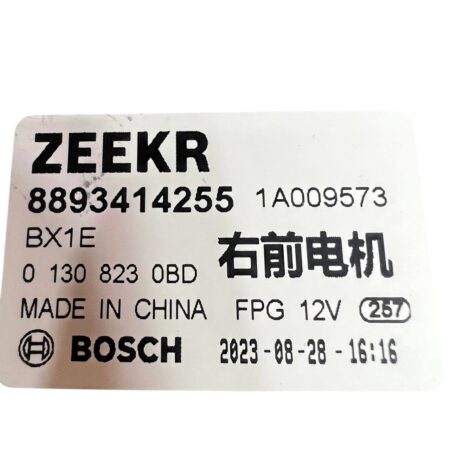 ZEEKR
8893414255 1A009573
BX1E
0 130 823 0BD 右前电机
MADE IN CHINA FPG 12V 257
BOSCH 2023-08-28-16:16